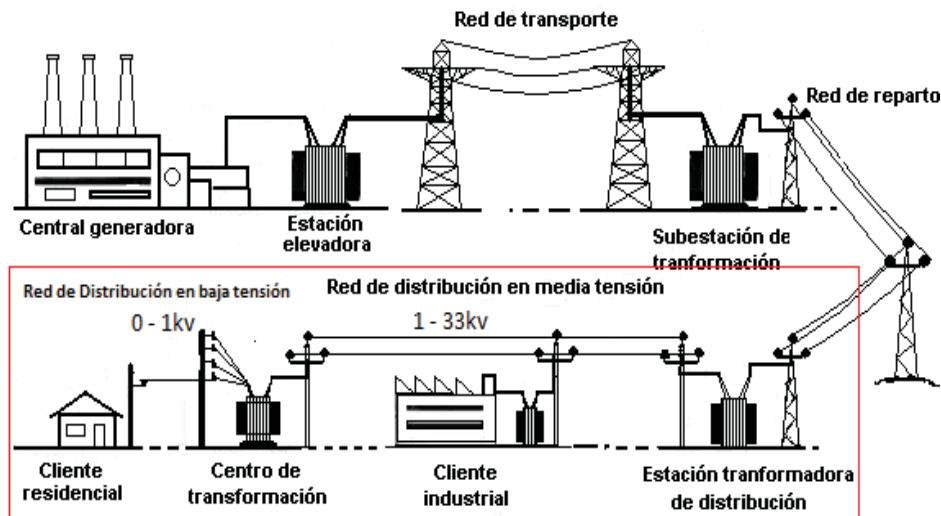 Red de transporte
Red de reparto
Central generadora
Estación
elevadora
Subestación de
tranformación
Red de Distribución en baja tensión
Red de distribución en media tensión
0 - 1kv
1 - 33kv
Cliente
residencial
Centro de
transformación
Cliente
industrial
Estación tranformadora
de distribución